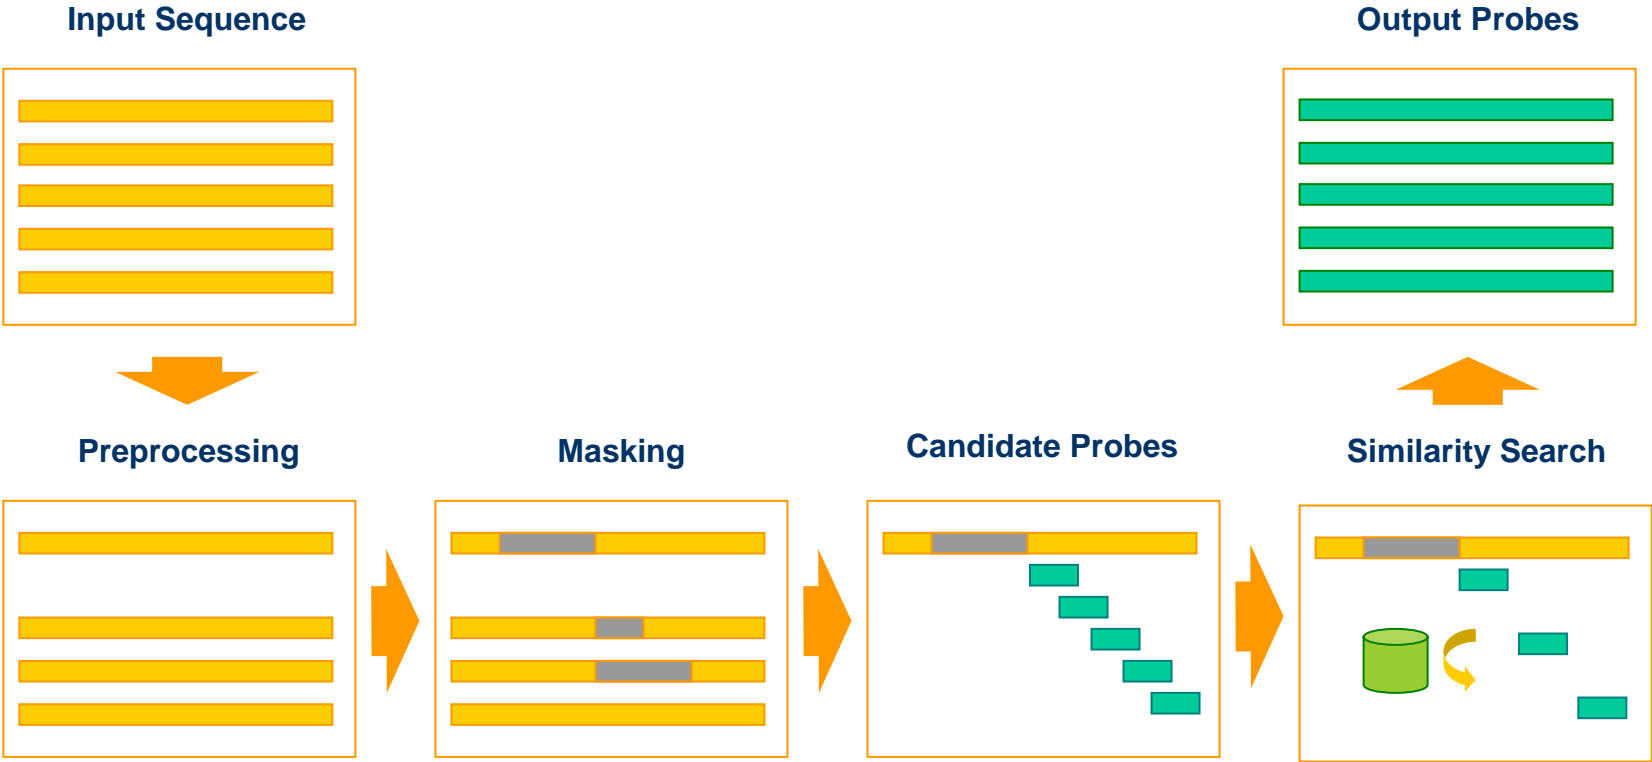 Input Sequence
Output Probes
Preprocessing
Masking
Candidate Probes
Similarity Search